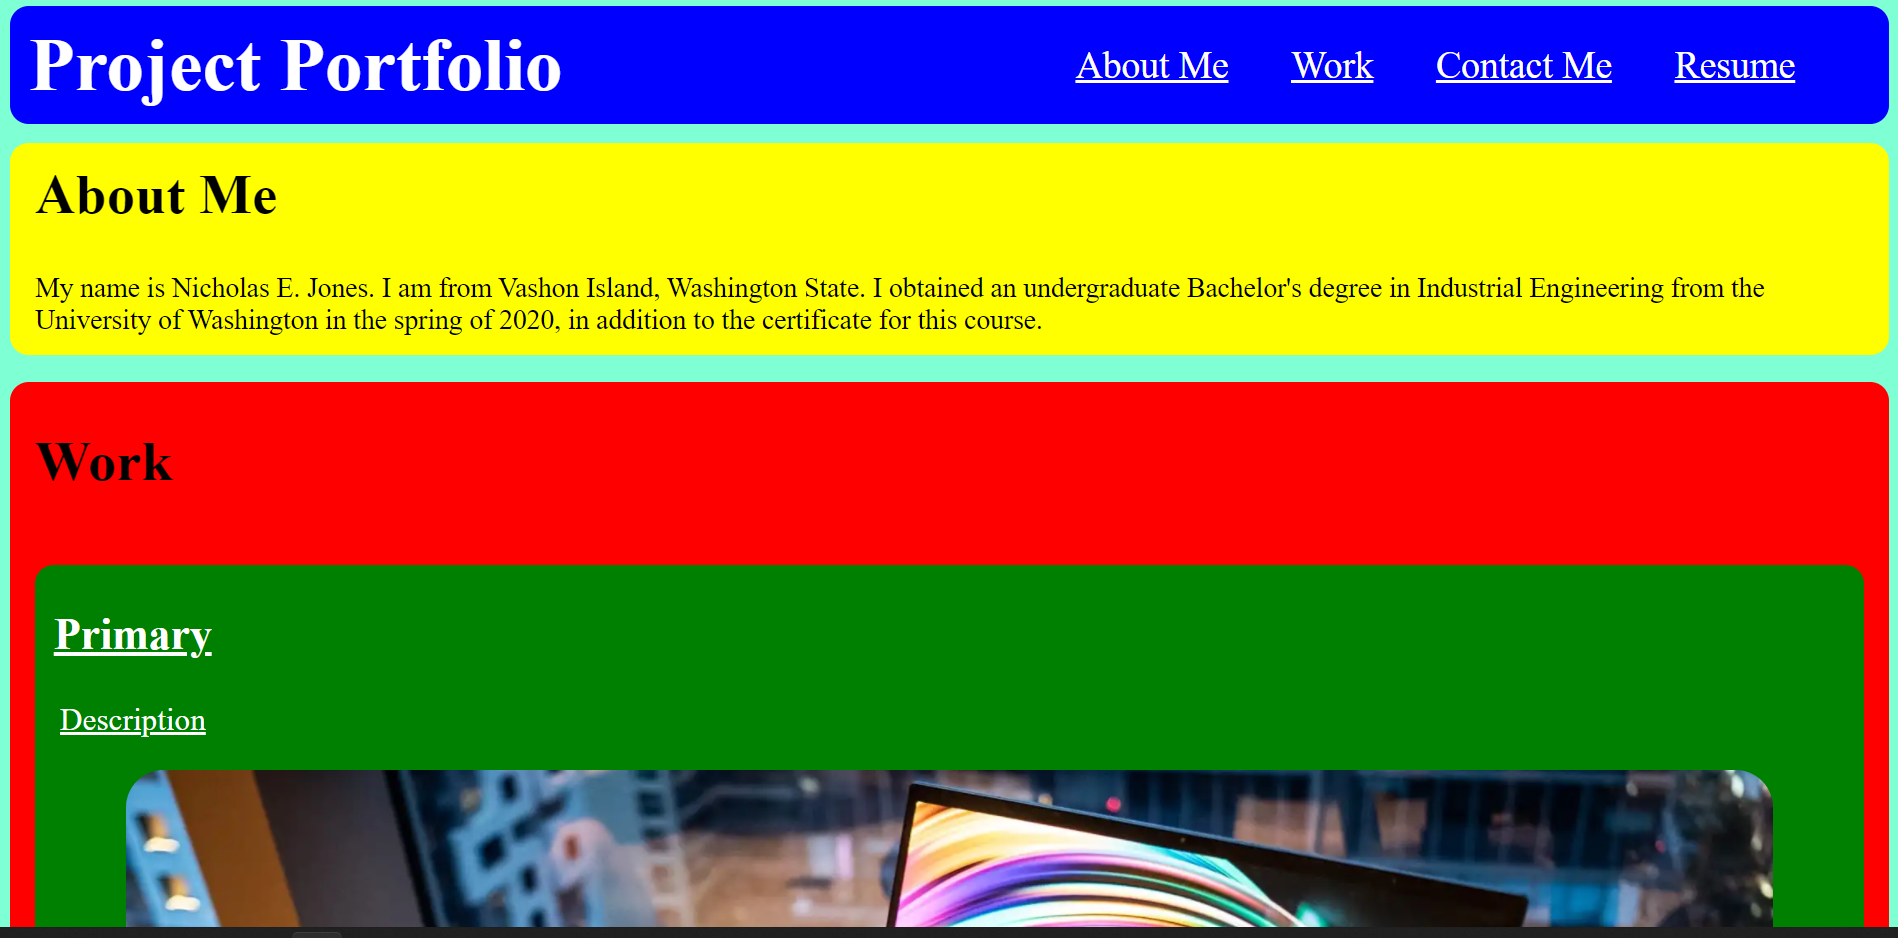 Project Portfolio
About Me Work Contact Me Resume
About Me
My name is Nicholas E. Jones. I am from Vashon Island, Washington State. I obtained an undergraduate Bachelor's degree in Industrial Engineering from the
University of Washington in the spring of 2020, in addition to the certificate for this course.
Work
Primary
Description